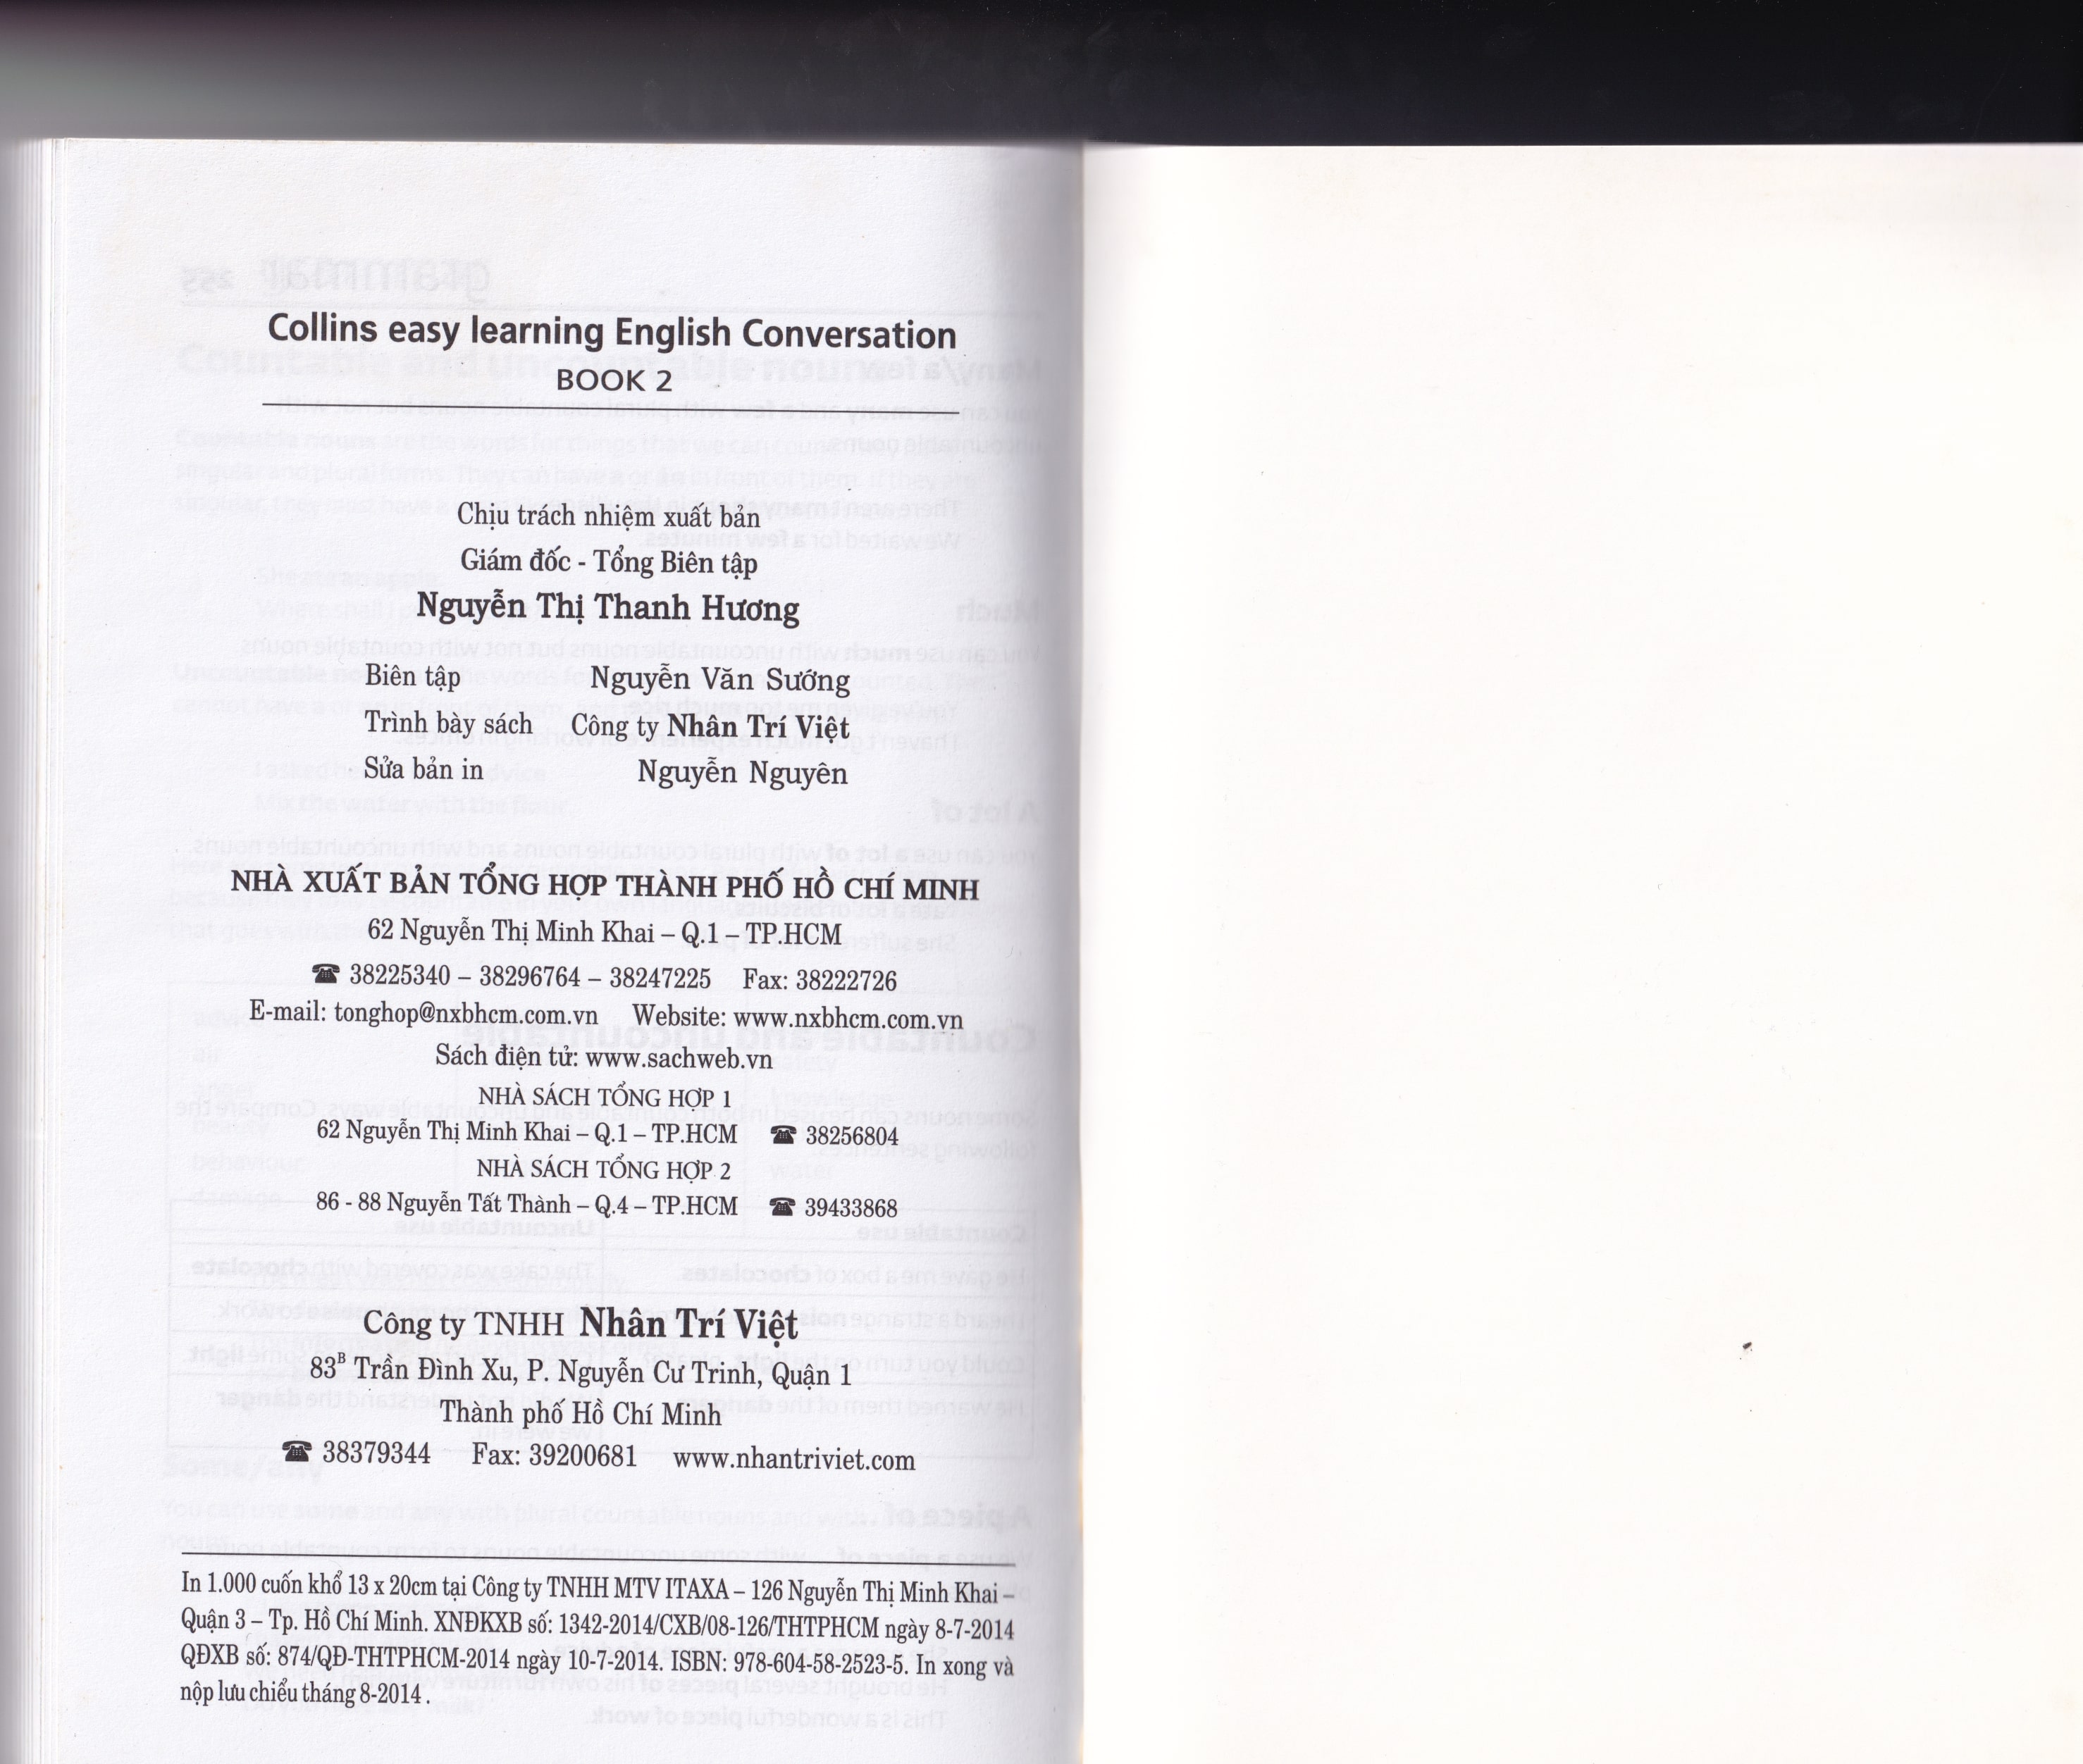 Collins easy learning English Conversation
BOOK 2
Chịu trách nhiệm xuất bản
Giám đốc - Tổng Biên tập
Nguyễn Thị Thanh Hương
Biên tập Nguyễn Văn Sướng
Trình bày sách Công ty Nhân Trí Việt
Sửa bản in Nguyễn Nguyên
NHÀ XUẤT BẢN TỔNG HỢP THÀNH PHỐ HỒ CHÍ MINH
62 Nguyễn Thị Minh Khai – Q.1 – TP.HCM
☎ 38225340 – 38296764 – 38247225 Fax: 38222726
E-mail: tonghop@nxbhcm.com.vn Website: www.nxbhcm.com.vn
Sách điện tử: www.sachweb.vn
NHÀ SÁCH TỔNG HỢP 1
62 Nguyễn Thị Minh Khai – Q.1 – TP.HCM ☎ 38256804
NHÀ SÁCH TỔNG HỢP 2
86 - 88 Nguyễn Tất Thành – Q.4 – TP.HCM ☎ 39433868
Công ty TNHH Nhân Trí Việt
83ᴮ Trần Đình Xu, P. Nguyễn Cư Trinh, Quận 1
Thành phố Hồ Chí Minh
☎ 38379344 Fax: 39200681 www.nhantriviet.com
In 1.000 cuốn khổ 13 x 20cm tại Công ty TNHH MTV ITAXA – 126 Nguyễn Thị Minh Khai –
Quận 3 – Tp. Hồ Chí Minh. XNĐKXB số: 1342-2014/CXB/08-126/THTPHCM ngày 8-7-2014
QĐXB số: 874/QĐ-THTPHCM-2014 ngày 10-7-2014. ISBN: 978-604-58-2523-5. In xong và
nộp lưu chiểu tháng 8-2014.